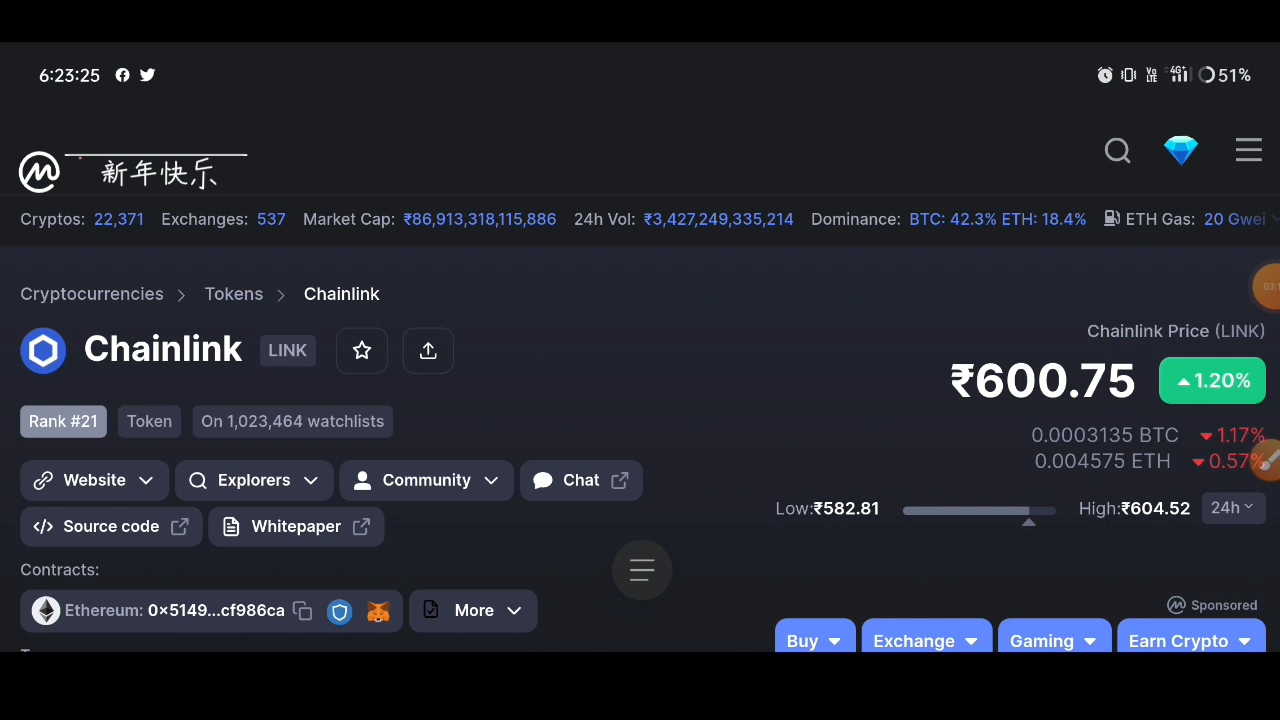 6:23:25
VO LTE 4G+ 51%
新年快乐
Cryptos: 22,371 Exchanges: 537 Market Cap: ₹86,913,318,115,886 24h Vol: ₹3,427,249,335,214 Dominance: BTC: 42.3% ETH: 18.4% ETH Gas: 20 Gwei
Cryptocurrencies > Tokens > Chainlink
Chainlink LINK
Chainlink Price (LINK)
₹600.75 1.20%
Rank #21 Token On 1,023,464 watchlists
0.0003135 BTC 1.17%
0.004575 ETH 0.57%
Website Explorers Community Chat
Low:₹582.81 High:₹604.52 24h
Source code Whitepaper
Contracts:
Ethereum: 0x5149...cf986ca More
Sponsored
Buy Exchange Gaming Earn Crypto